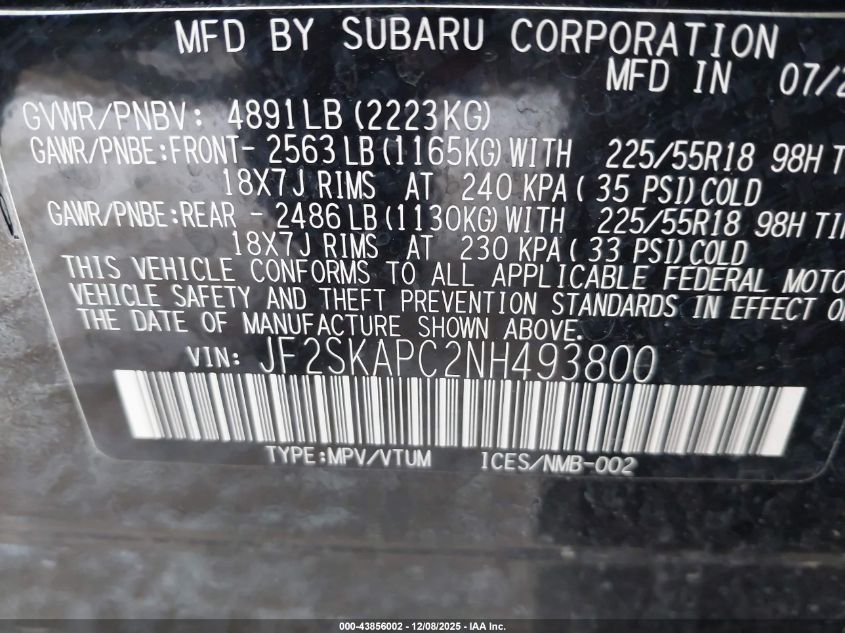 MFD BY SUBARU CORPORATION
MFD IN 07/2
GVWR/PNBV: 4891LB (2223KG)
GAWR/PNBE:FRONT- 2563 LB (1165KG) WITH 225/55R18 98H T
18X7J RIMS AT 240 KPA ( 35 PSI) COLD
GAWR/PNBE:REAR - 2486 LB (1130KG) WITH 225/55R18 98H TI
18X7J RIMS AT 230 KPA ( 33 PSI) COLD
THIS VEHICLE CONFORMS TO ALL APPLICABLE FEDERAL MOTO
VEHICLE SAFETY AND THEFT PREVENTION STANDARDS IN EFFECT O
THE DATE OF MANUFACTURE SHOWN ABOVE.
VIN: JF2SKAPC2NH493800
TYPE:MPV/VTUM ICES/NMB-002
000-43856002 - 12/08/2025 - IAA Inc.